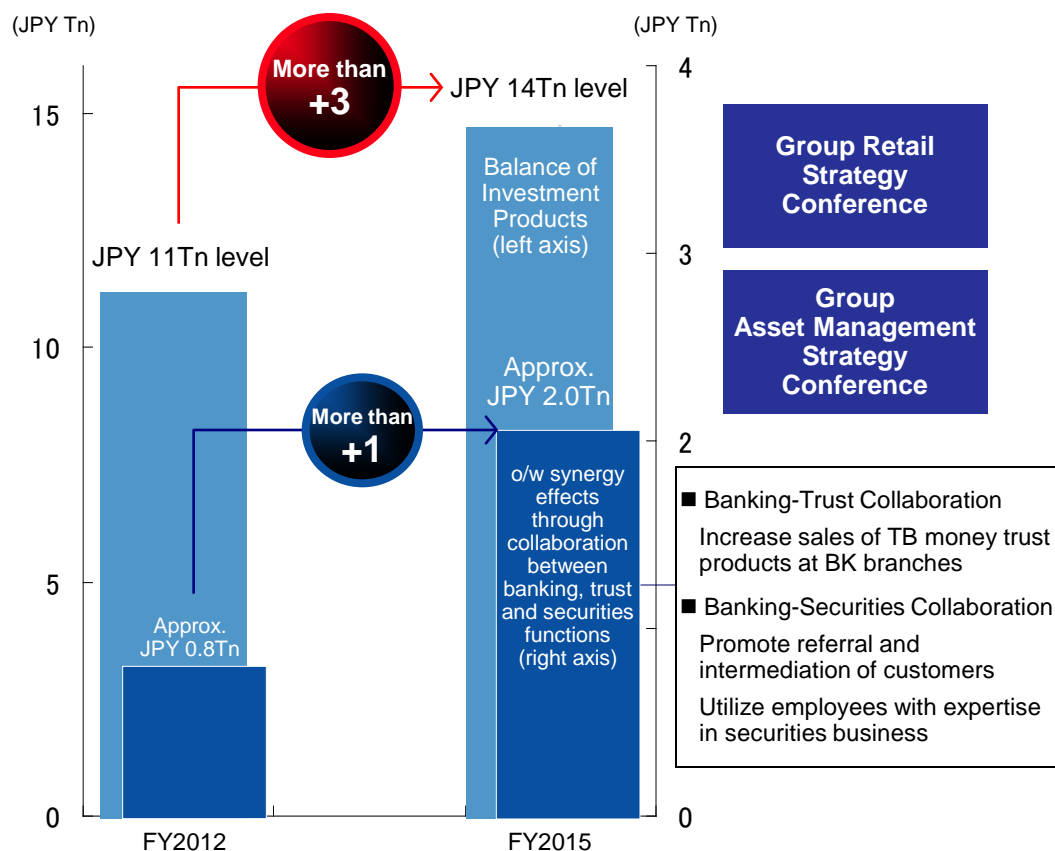 (JPY Tn)
(JPY Tn)
More than
+3
JPY 14Tn level
JPY 11Tn level
15
10
5
0
Balance of
Investment
Products
(left axis)
Approx.
JPY 2.0Tn
More than
+1
o/w synergy
effects
through
collaboration
between
banking, trust
and securities
functions
(right axis)
Approx.
JPY 0.8Tn
FY2012
FY2015
4
3
2
0
Group Retail
Strategy
Conference
Group
Asset Management
Strategy
Conference
■ Banking-Trust Collaboration
Increase sales of TB money trust
products at BK branches
■ Banking-Securities Collaboration
Promote referral and
intermediation of customers
Utilize employees with expertise
in securities business